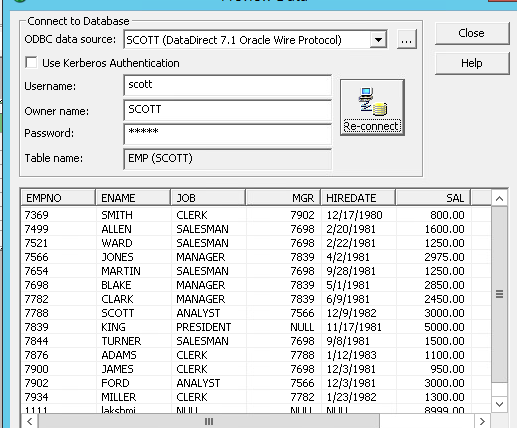 Connect to Database
ODBC data source: SCOTT (DataDirect 7.1 Oracle Wire Protocol) ...
Close
Use Kerberos Authentication
Help
Username: scott
Owner name: SCOTT
Password: *****
Re-connect
Table name: EMP (SCOTT)
EMPNO ENAME JOB MGR HIREDATE SAL
7369 SMITH CLERK 7902 12/17/1980 800.00
7499 ALLEN SALESMAN 7698 2/20/1981 1600.00
7521 WARD SALESMAN 7698 2/22/1981 1250.00
7566 JONES MANAGER 7839 4/2/1981 2975.00
7654 MARTIN SALESMAN 7698 9/28/1981 1250.00
7698 BLAKE MANAGER 7839 5/1/1981 2850.00
7782 CLARK MANAGER 7839 6/9/1981 2450.00
7788 SCOTT ANALYST 7566 12/9/1982 3000.00
7839 KING PRESIDENT NULL 11/17/1981 5000.00
7844 TURNER SALESMAN 7698 9/8/1981 1500.00
7876 ADAMS CLERK 7788 1/12/1983 1100.00
7900 JAMES CLERK 7698 12/3/1981 950.00
7902 FORD ANALYST 7566 12/3/1981 3000.00
7934 MILLER CLERK 7782 1/23/1982 1300.00
1111 lakshmi NULL NULL NULL 8999.00